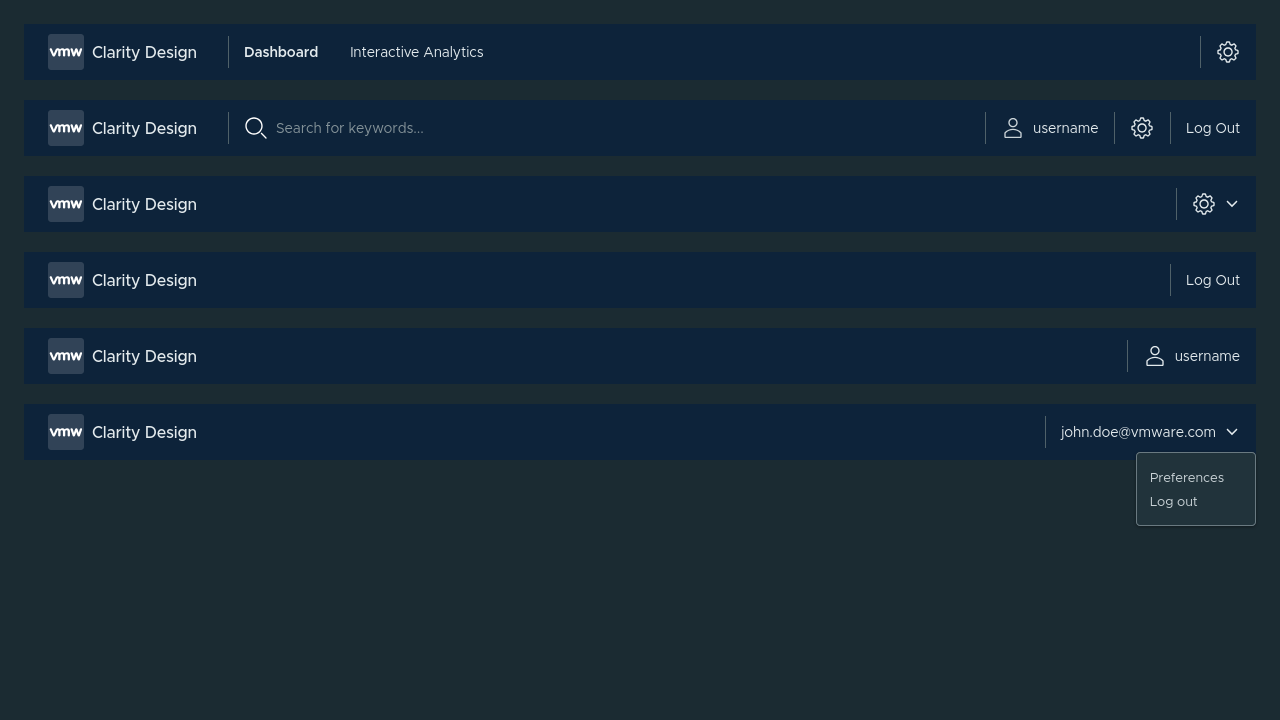 vmw Clarity Design Dashboard Interactive Analytics
vmw Clarity Design Search for keywords... username Log Out
vmw Clarity Design
vmw Clarity Design Log Out
vmw Clarity Design username
vmw Clarity Design john.doe@vmware.com
Preferences
Log out